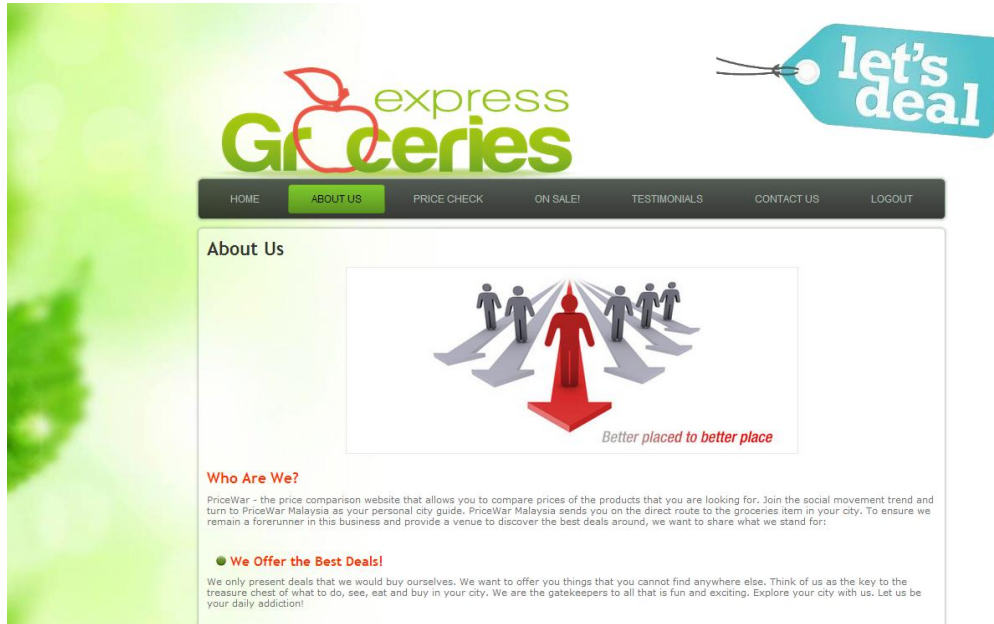 let's
deal
express
Groceries
HOME ABOUT US PRICE CHECK ON SALE! TESTIMONIALS CONTACT US LOGOUT
About Us
Better placed to better place
Who Are We?
PriceWar - the price comparison website that allows you to compare prices of the products that you are looking for. Join the social movement trend and
turn to PriceWar Malaysia as your personal city guide. PriceWar Malaysia sends you on the direct route to the groceries item in your city. To ensure we
remain a forerunner in this business and provide a venue to discover the best deals around, we want to share what we stand for:
We Offer the Best Deals!
We only present deals that we would buy ourselves. We want to offer you things that you cannot find anywhere else. Think of us as the key to the
treasure chest of what to do, see, eat and buy in your city. We are the gatekeepers to all that is fun and exciting. Explore your city with us. Let us be
your daily addiction!